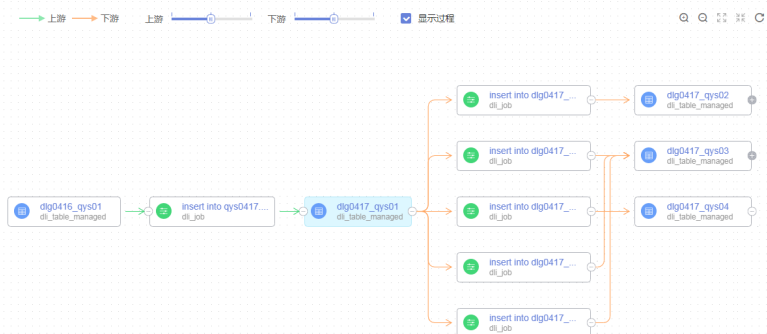 上游 下游 上游 下游 显示过程
insert into dlg0417_...
dli_job
dlg0417_qys02
dli_table_managed
insert into dlg0417_...
dli_job
dlg0417_qys03
dli_table_managed
dlg0416_qys01
dli_table_managed
insert into qys0417....
dli_job
dlg0417_qys01
dli_table_managed
insert into dlg0417_...
dli_job
dlg0417_qys04
dli_table_managed
insert into dlg0417_...
dli_job
insert into dlg0417_...
dli_job